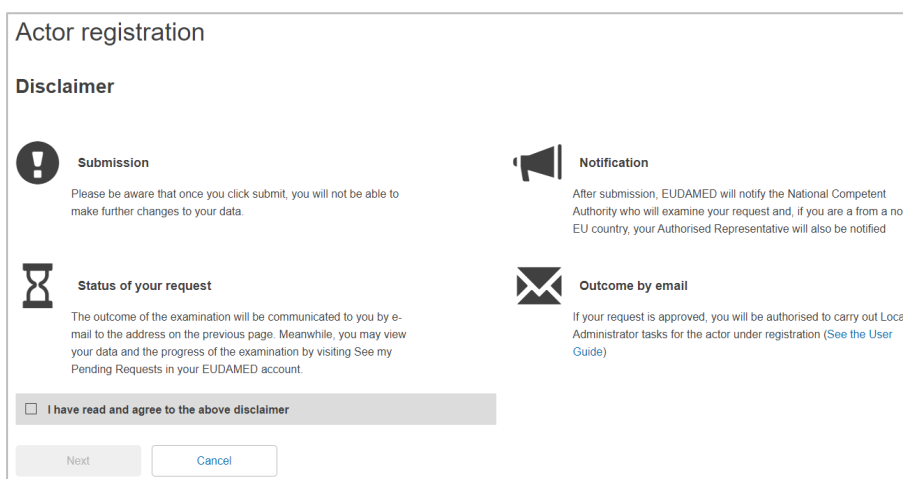 Actor registration
Disclaimer
Submission
Please be aware that once you click submit, you will not be able to
make further changes to your data.
Notification
After submission, EUDAMED will notify the National Competent
Authority who will examine your request and, if you are a from a no
EU country, your Authorised Representative will also be notified
Status of your request
The outcome of the examination will be communicated to you by e-
mail to the address on the previous page. Meanwhile, you may view
your data and the progress of the examination by visiting See my
Pending Requests in your EUDAMED account.
Outcome by email
If your request is approved, you will be authorised to carry out Loca
Administrator tasks for the actor under registration (See the User
Guide)
I have read and agree to the above disclaimer
Next
Cancel